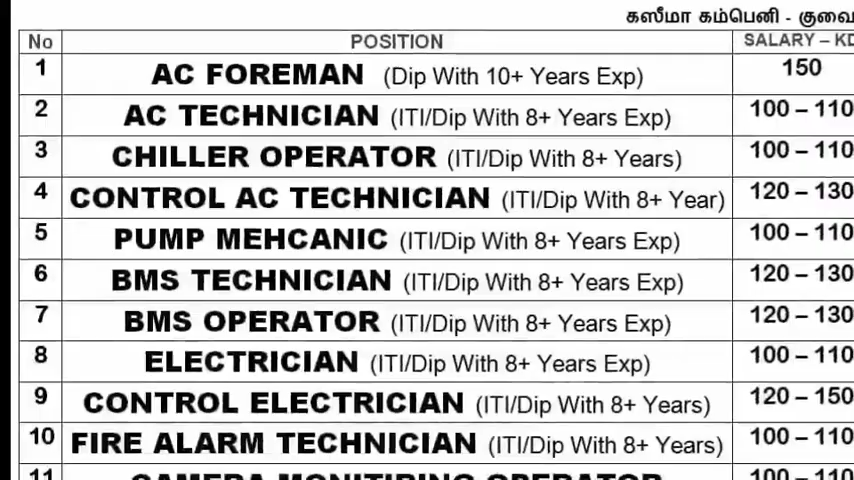 கஸீமா கம்பெனி -
No POSITION SALARY – KD
1 AC FOREMAN (Dip With 10+ Years Exp) 150
2 AC TECHNICIAN (ITI/Dip With 8+ Years Exp) 100 – 110
3 CHILLER OPERATOR (ITI/Dip With 8+ Years) 100 – 110
4 CONTROL AC TECHNICIAN (ITI/Dip With 8+ Year) 120 – 130
5 PUMP MEHCANIC (ITI/Dip With 8+ Years Exp) 100 – 110
6 BMS TECHNICIAN (ITI/Dip With 8+ Years Exp) 120 – 130
7 BMS OPERATOR (ITI/Dip With 8+ Years Exp) 120 – 130
8 ELECTRICIAN (ITI/Dip With 8+ Years Exp) 100 – 110
9 CONTROL ELECTRICIAN (ITI/Dip With 8+ Years) 120 – 150
10 FIRE ALARM TECHNICIAN (ITI/Dip With 8+ Years) 100 – 110
11 CAMERA MONITIRING OPERATOR 100 – 110